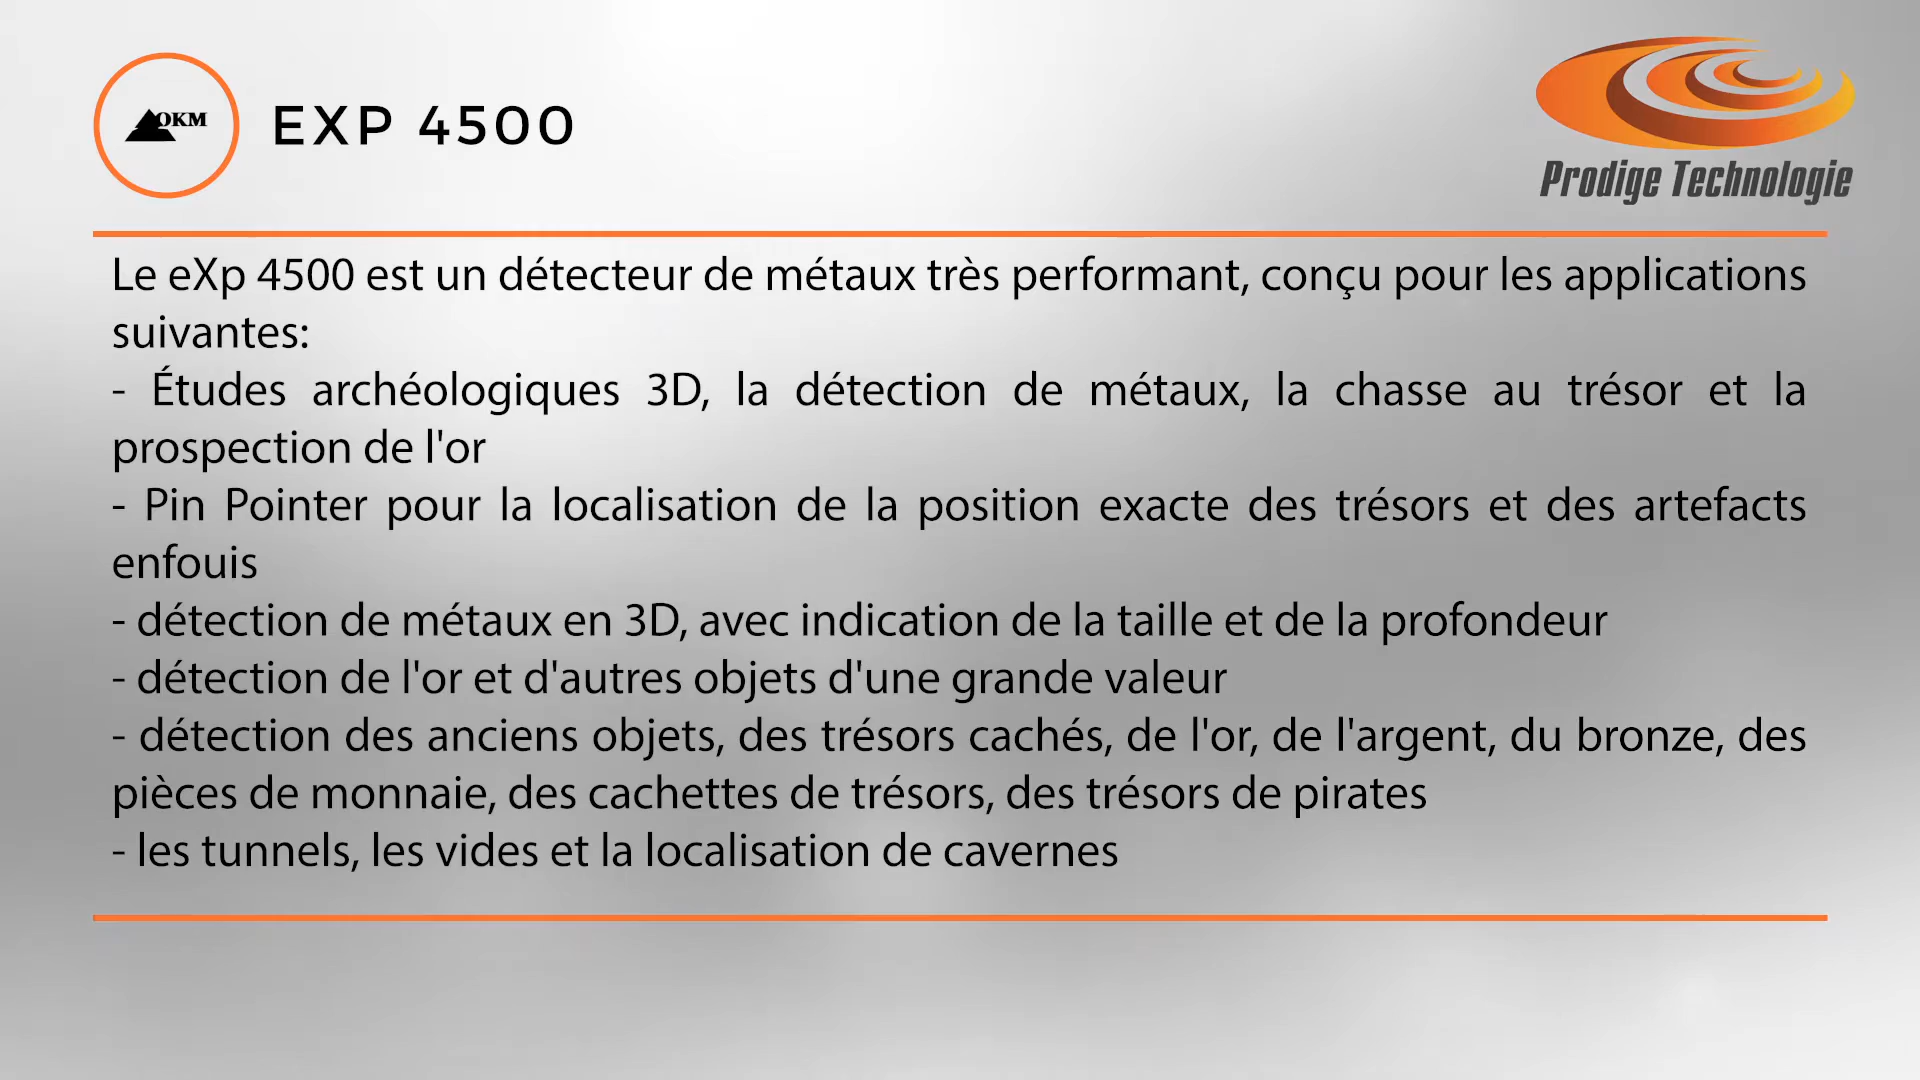 OKM
EXP 4500
Prodige Technologie
Le eXp 4500 est un détecteur de métaux très performant, conçu pour les applications
suivantes:
- Études archéologiques 3D, la détection de métaux, la chasse au trésor et la
prospection de l'or
- Pin Pointer pour la localisation de la position exacte des trésors et des artefacts
enfouis
- détection de métaux en 3D, avec indication de la taille et de la profondeur
- détection de l'or et d'autres objets d'une grande valeur
- détection des anciens objets, des trésors cachés, de l'or, de l'argent, du bronze, des
pièces de monnaie, des cachettes de trésors, des trésors de pirates
- les tunnels, les vides et la localisation de cavernes